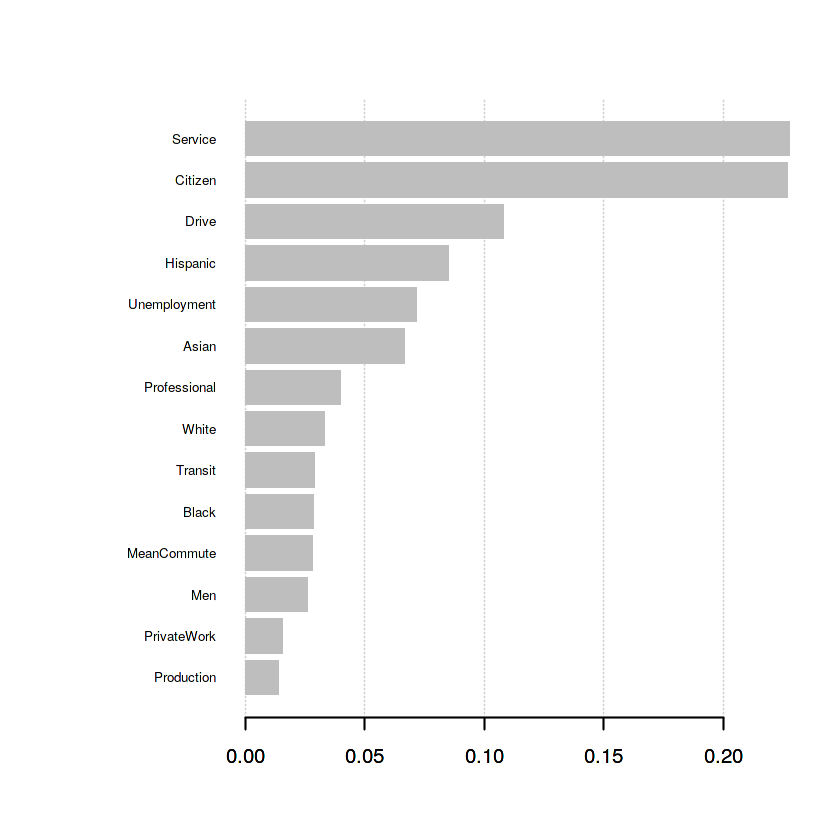 Service
Citizen
Drive
Hispanic
Unemployment
Asian
Professional
White
Transit
Black
MeanCommute
Men
PrivateWork
Production
0.00 0.05 0.10 0.15 0.20